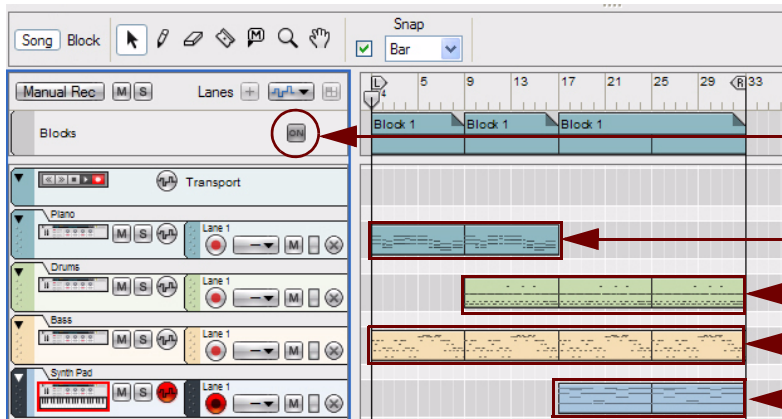 Snap
Song Block
Bar
Manual Rec M S Lanes
L 5 9 13 17 21 25 29 R 33
Blocks ON
Block 1 Block 1 Block 1
Transport
Piano
M S Lane 1 M
Drums
M S Lane 1 M
Bass
M S Lane 1 M
Synth Pad
M S Lane 1 M